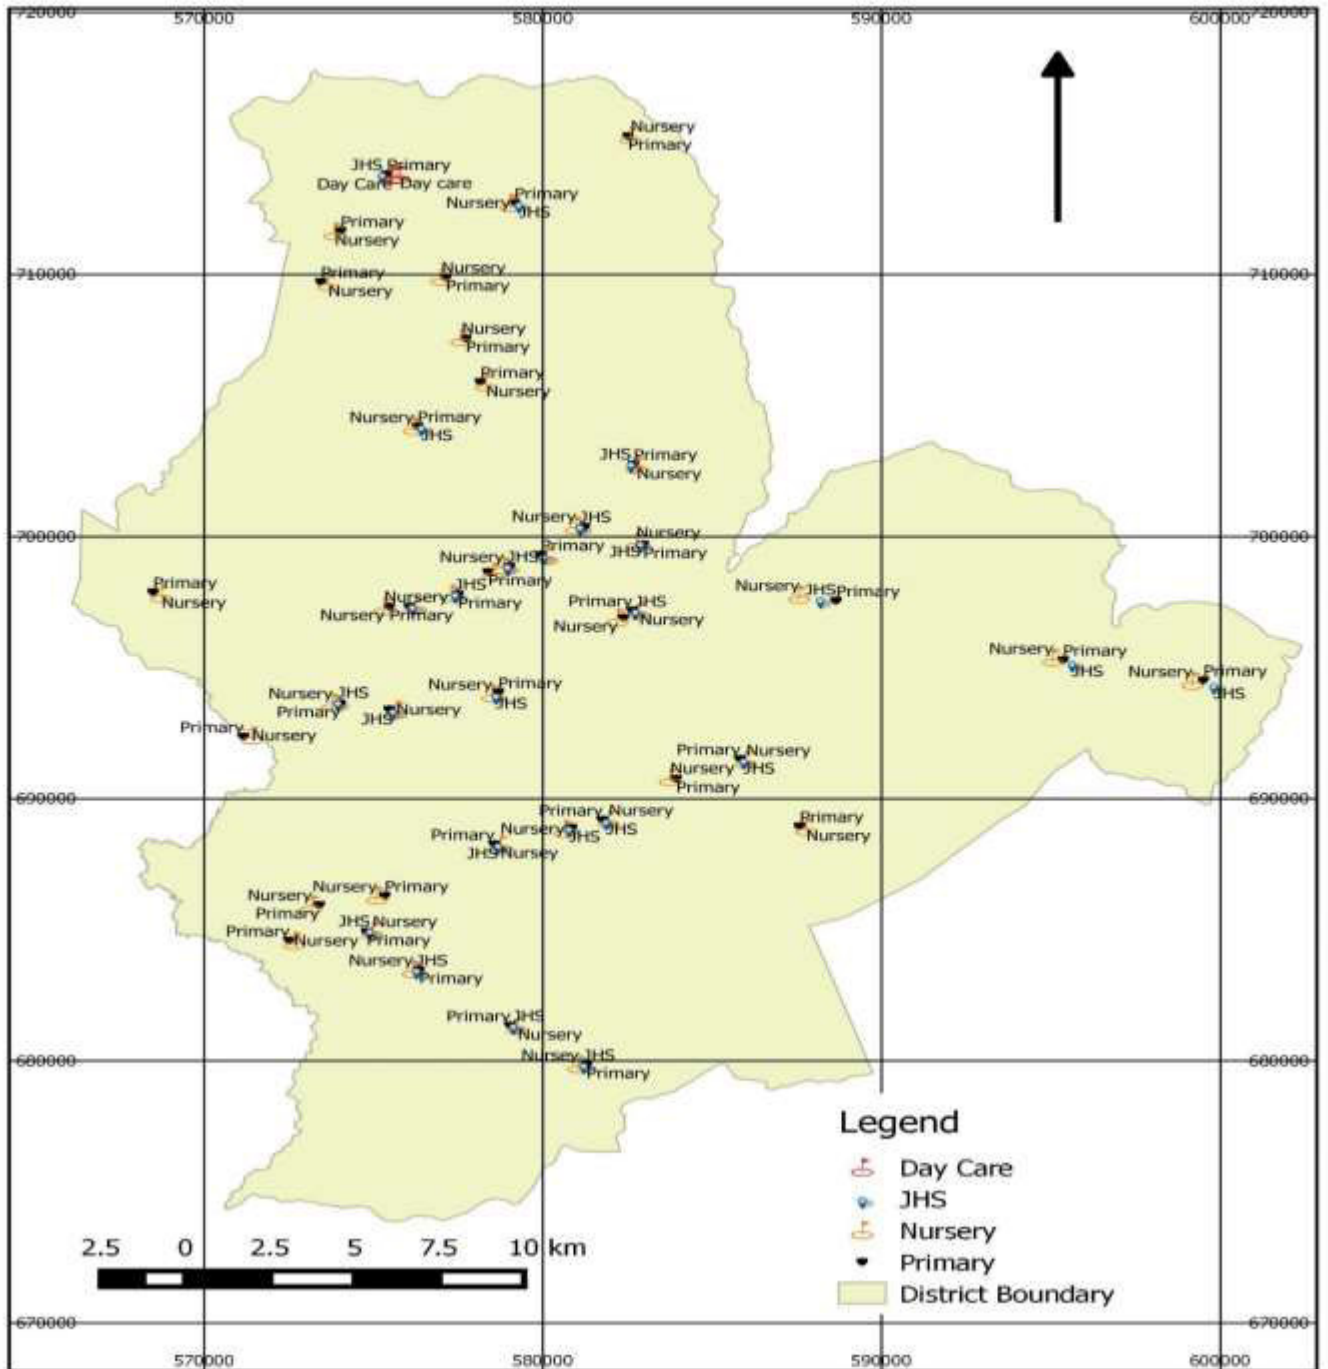 720000 570000 580000 590000 600000 720000
Nursery
Primary
JHS Primary
Day Care Day care
Primary
Nursery
JHS
Primary
Nursery
710000 710000
Primary
Nursery
Nursery
Primary
Nursery
Primary
Primary
Nursery
Nursery Primary
JHS
JHS Primary
Nursery
Nursery JHS
700000 700000
Nursery
JHS Primary
Primary
Nursery JHS
Primary
JHS
Primary
Primary
Nursery
Nursery
Nursery Primary
Primary JHS
Nursery Nursery
Nursery JHS Primary
Nursery Primary
JHS
Nursery Primary
JHS
Nursery Primary
JHS
Nursery JHS
Primary
JHS Nursery
Primary Nursery
Primary Nursery
JHS
Nursery
Primary
690000 690000
Primary Nursery
JHS
Nursery
JHS
Primary
Nursery
Primary
JHS Nursey
Nursery Primary
Nursery
Primary
JHS Nursery
Primary
Primary Nursery
Nursery JHS
Primary
Primary JHS
Nursery
Nursey JHS
Primary
680000 680000
Legend
Day Care
JHS
Nursery
Primary
District Boundary
2.5 0 2.5 5 7.5 10 km
670000 670000
570000 580000 590000 600000